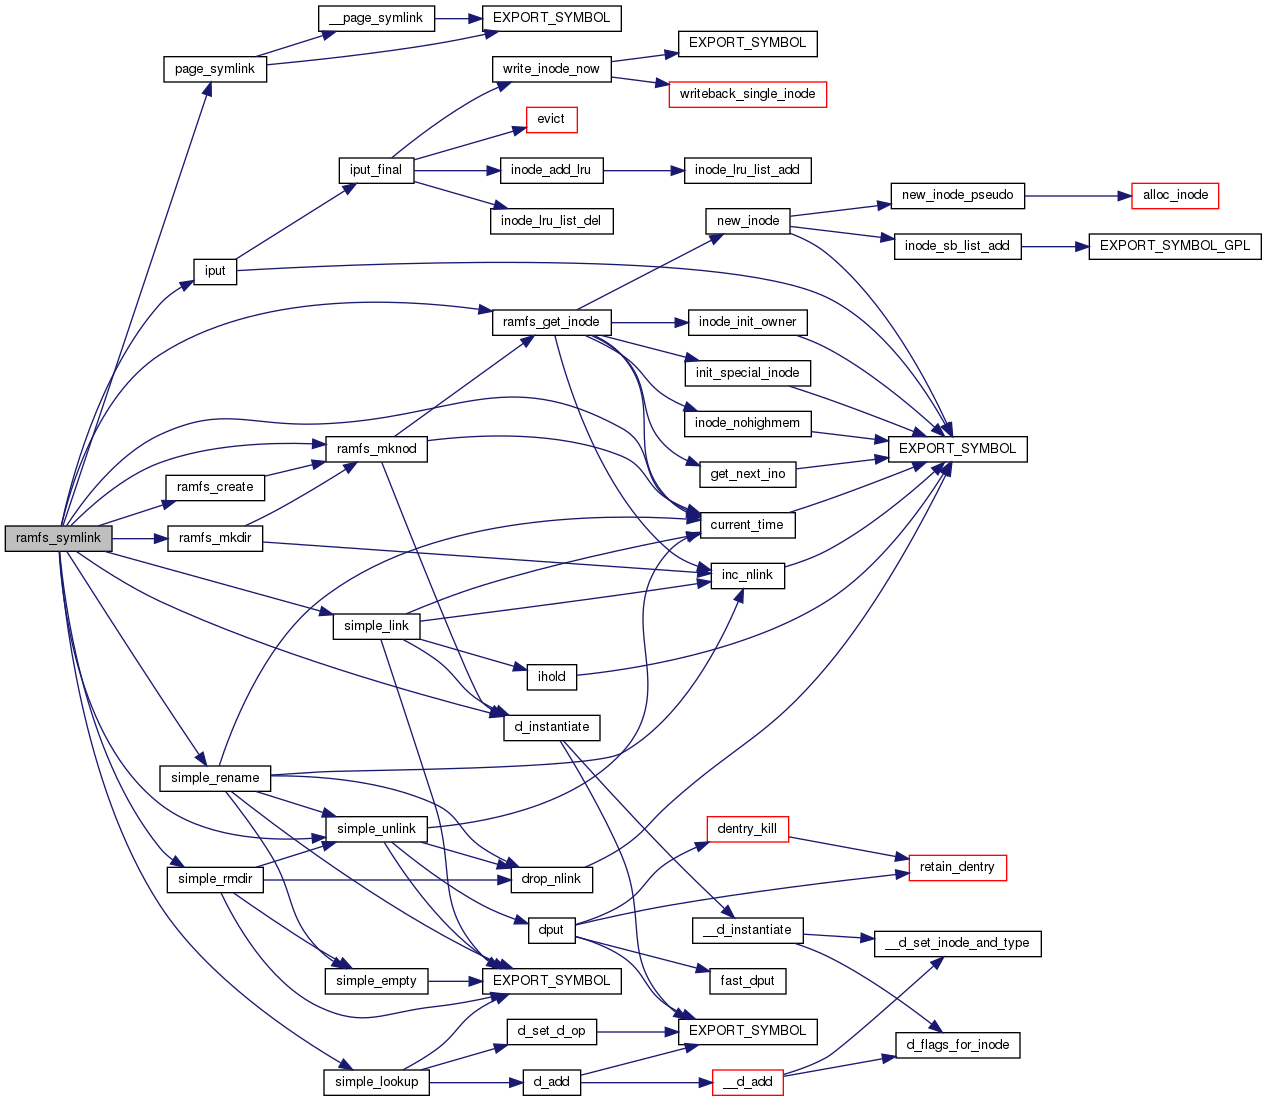 __page_symlink
EXPORT_SYMBOL
page_symlink
write_inode_now
EXPORT_SYMBOL
writeback_single_inode
evict
iput_final
inode_add_lru
inode_lru_list_add
inode_lru_list_del
new_inode
new_inode_pseudo
alloc_inode
inode_sb_list_add
EXPORT_SYMBOL_GPL
iput
ramfs_get_inode
inode_init_owner
init_special_inode
inode_nohighmem
ramfs_mknod
EXPORT_SYMBOL
get_next_ino
ramfs_create
current_time
ramfs_symlink
ramfs_mkdir
inc_nlink
simple_link
ihold
d_instantiate
simple_rename
simple_unlink
dentry_kill
retain_dentry
simple_rmdir
drop_nlink
dput
__d_instantiate
__d_set_inode_and_type
simple_empty
EXPORT_SYMBOL
fast_dput
d_set_d_op
EXPORT_SYMBOL
d_flags_for_inode
simple_lookup
d_add
__d_add